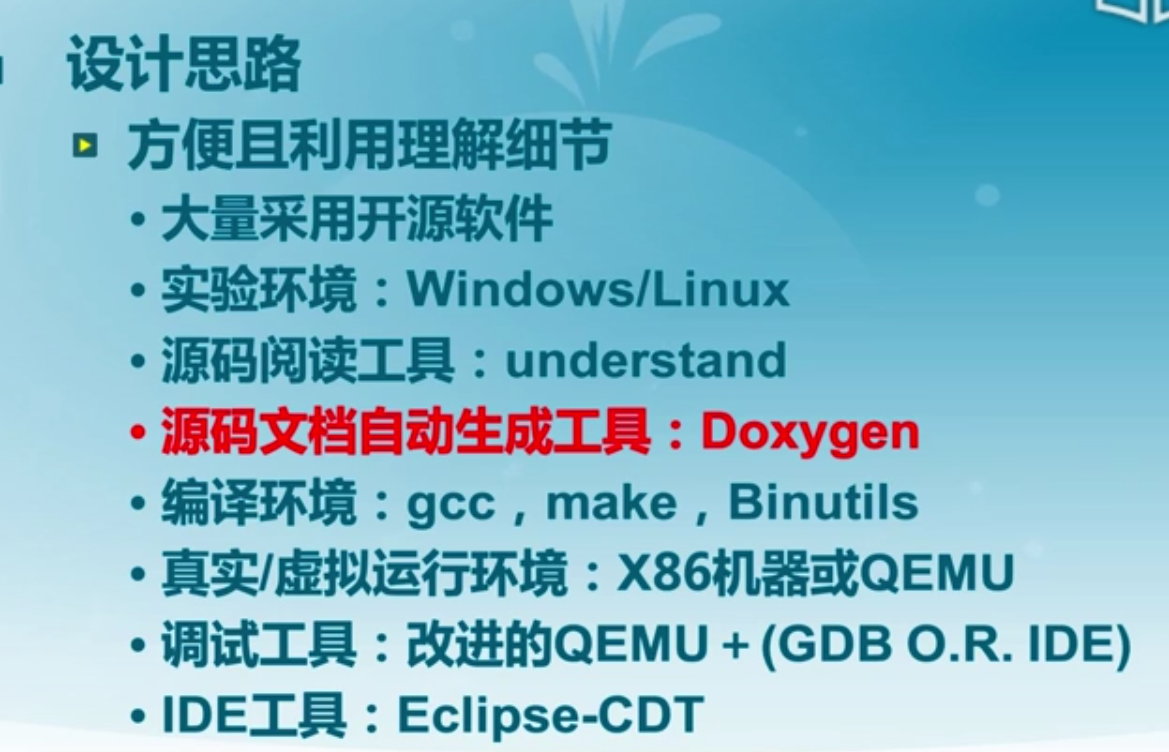 设计思路
方便且利用理解细节
• 大量采用开源软件
• 实验环境：Windows/Linux
• 源码阅读工具：understand
• 源码文档自动生成工具：Doxygen
• 编译环境：gcc，make，Binutils
• 真实/虚拟运行环境：X86机器或QEMU
• 调试工具：改进的QEMU＋(GDB O.R. IDE)
• IDE工具：Eclipse-CDT